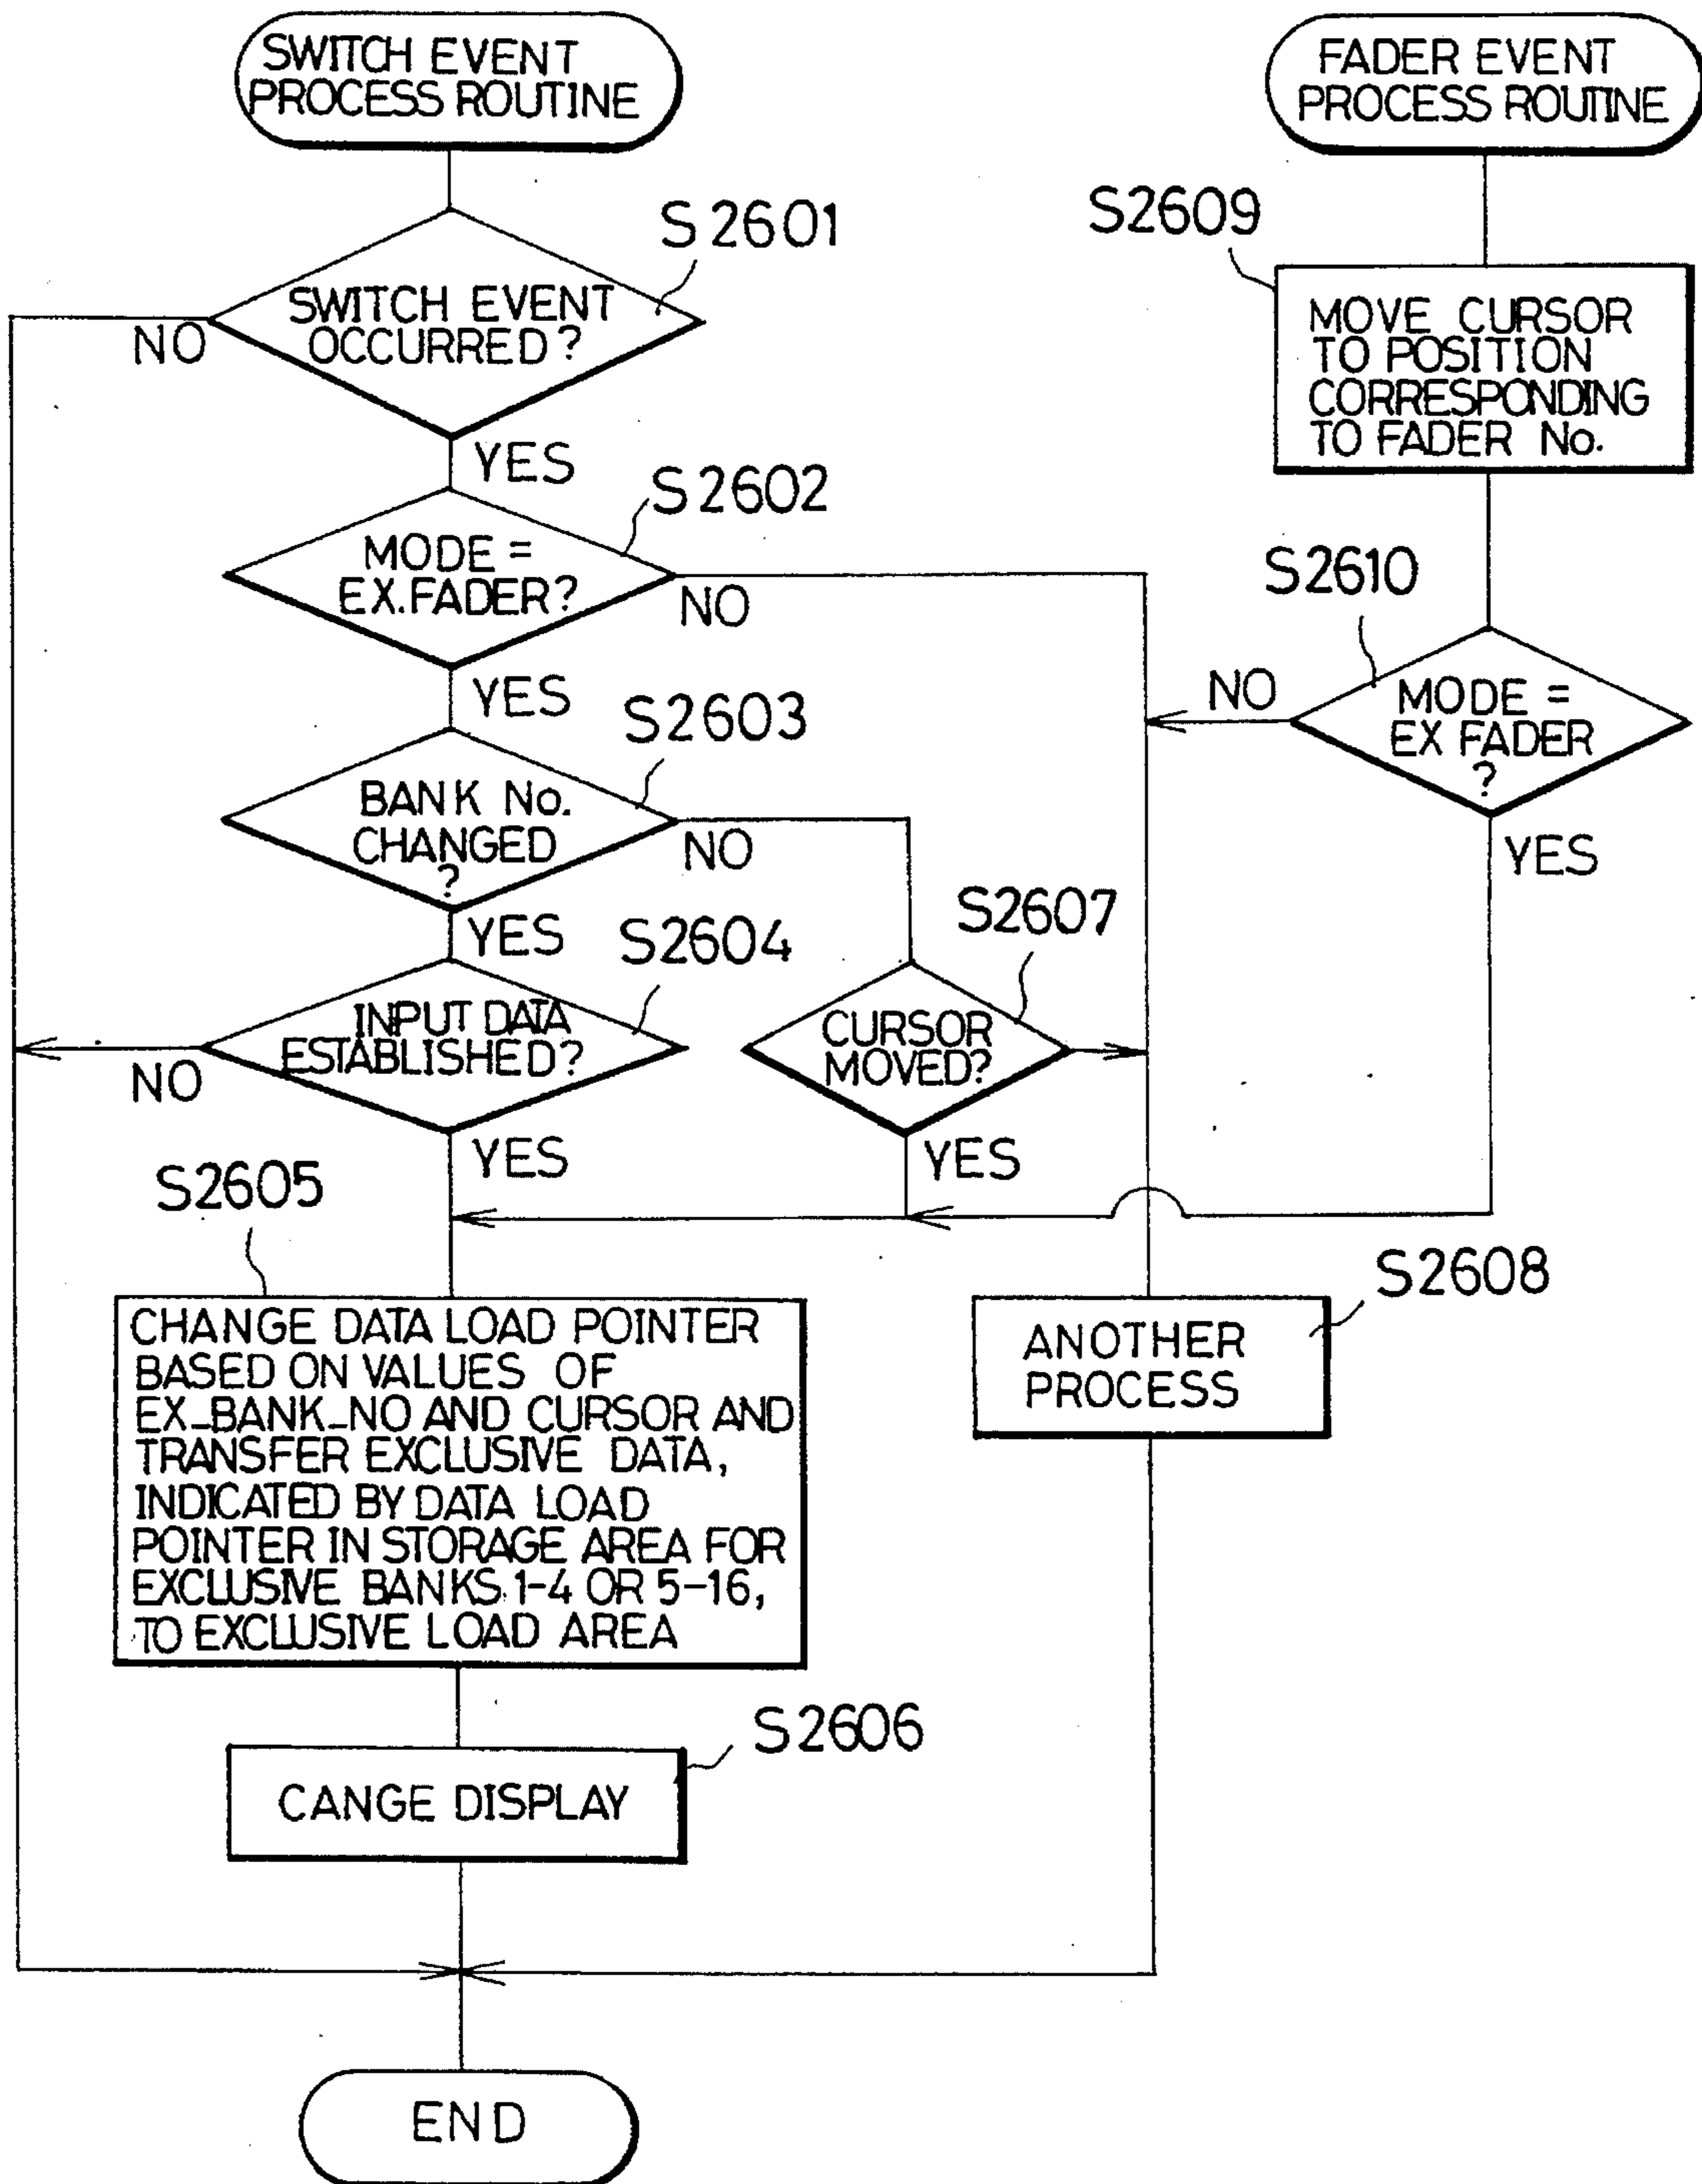 SWITCH EVENT
PROCESS ROUTINE
FADER EVENT
PROCESS ROUTINE
S2601
SWITCH EVENT
OCCURRED?
NO
YES
S2609
MOVE CURSOR
TO POSITION
CORRESPONDING
TO FADER No.
S2602
MODE =
EX.FADER?
NO
YES
S2610
MODE =
EX FADER
?
NO
YES
S2603
BANK No.
CHANGED
?
NO
YES
S2604
INPUT DATA
ESTABLISHED?
NO
YES
S2607
CURSOR
MOVED?
YES
S2605
CHANGE DATA LOAD POINTER
BASED ON VALUES OF
EX_BANK_NO AND CURSOR AND
TRANSFER EXCLUSIVE DATA,
INDICATED BY DATA LOAD
POINTER IN STORAGE AREA FOR
EXCLUSIVE BANKS 1-4 OR 5-16,
TO EXCLUSIVE LOAD AREA
S2608
ANOTHER
PROCESS
S2606
CANGE DISPLAY
END